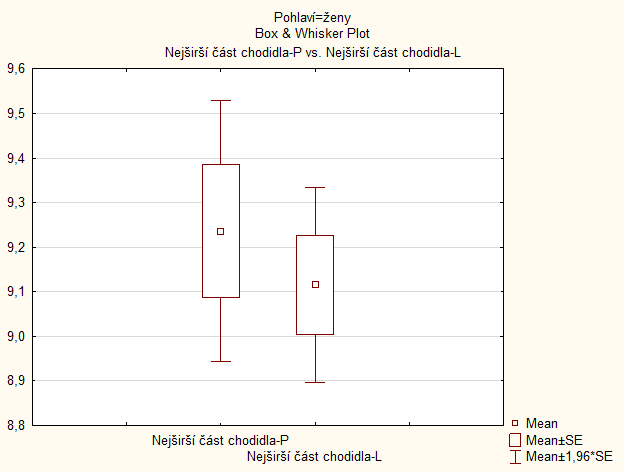 Pohlaví=ženy
Box & Whisker Plot
Nejširší část chodidla-P vs. Nejširší část chodidla-L
9,6
9,5
9,4
9,3
9,2
9,1
9,0
8,9
8,8
Nejširší část chodidla-P
Nejširší část chodidla-L
Mean
Mean±SE
Mean±1,96*SE